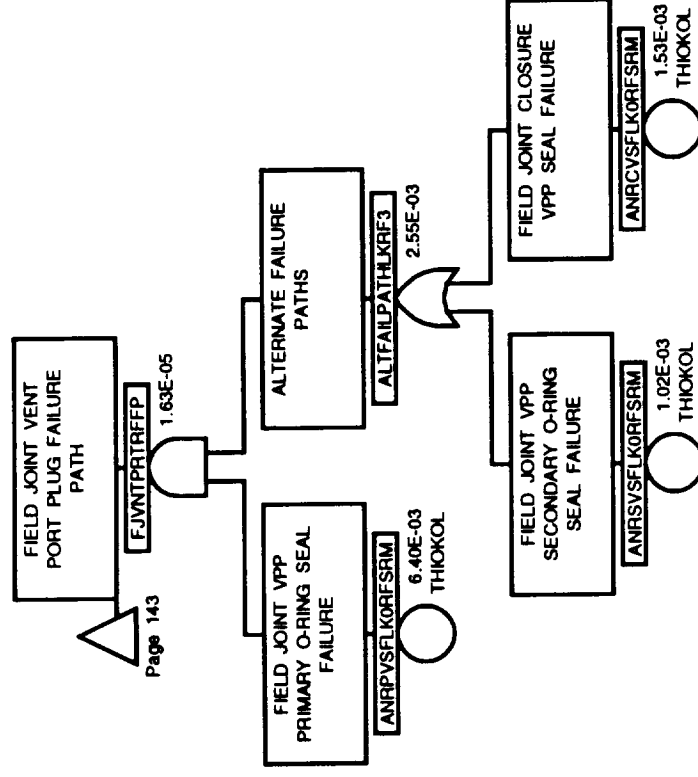 FIELD JOINT VENT
PORT PLUG FAILURE
PATH
FJVNTPRTRFFP
1.63E-05
Page 143
FIELD JOINT VPP
PRIMARY O-RING SEAL
FAILURE
ANRPVSFLK0RFSRM
6.40E-03
THIOKOL
ALTERNATE FAILURE
PATHS
ALTFAILPATHLKRF3
2.55E-03
FIELD JOINT VPP
SECONDARY O-RING
SEAL FAILURE
ANRSVSFLK0RFSRM
1.02E-03
THIOKOL
FIELD JOINT CLOSURE
VPP SEAL FAILURE
ANRCVSFLK0RFSRM
1.53E-03
THIOKOL